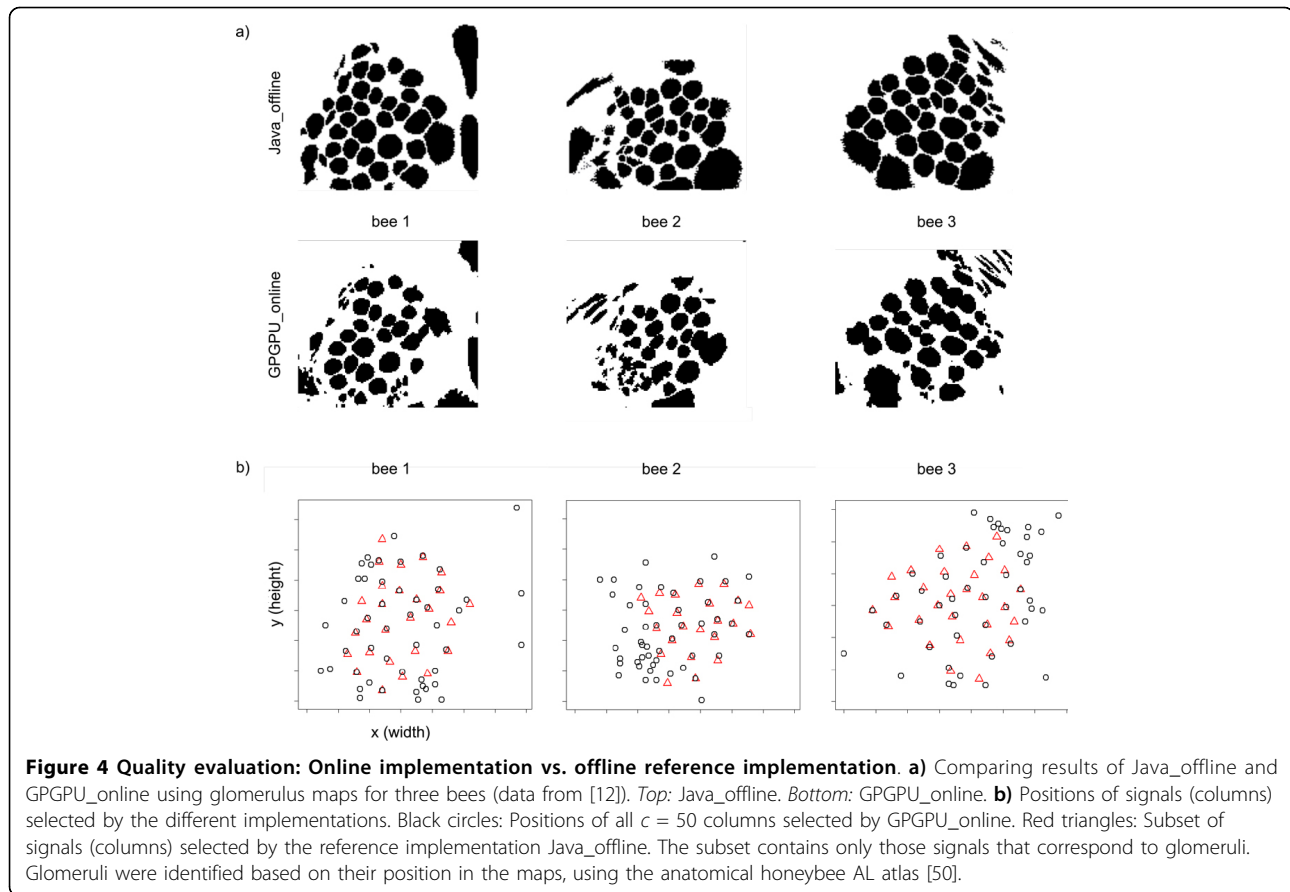 a)
Java_offline
bee 1
bee 2
bee 3
GPGPU_online
b)
bee 1
bee 2
bee 3
y (height)
x (width)
Figure 4 Quality evaluation: Online implementation vs. offline reference implementation. a) Comparing results of Java_offline and
GPGPU_online using glomerulus maps for three bees (data from [12]). Top: Java_offline. Bottom: GPGPU_online. b) Positions of signals (columns)
selected by the different implementations. Black circles: Positions of all c = 50 columns selected by GPGPU_online. Red triangles: Subset of
signals (columns) selected by the reference implementation Java_offline. The subset contains only those signals that correspond to glomeruli.
Glomeruli were identified based on their position in the maps, using the anatomical honeybee AL atlas [50].